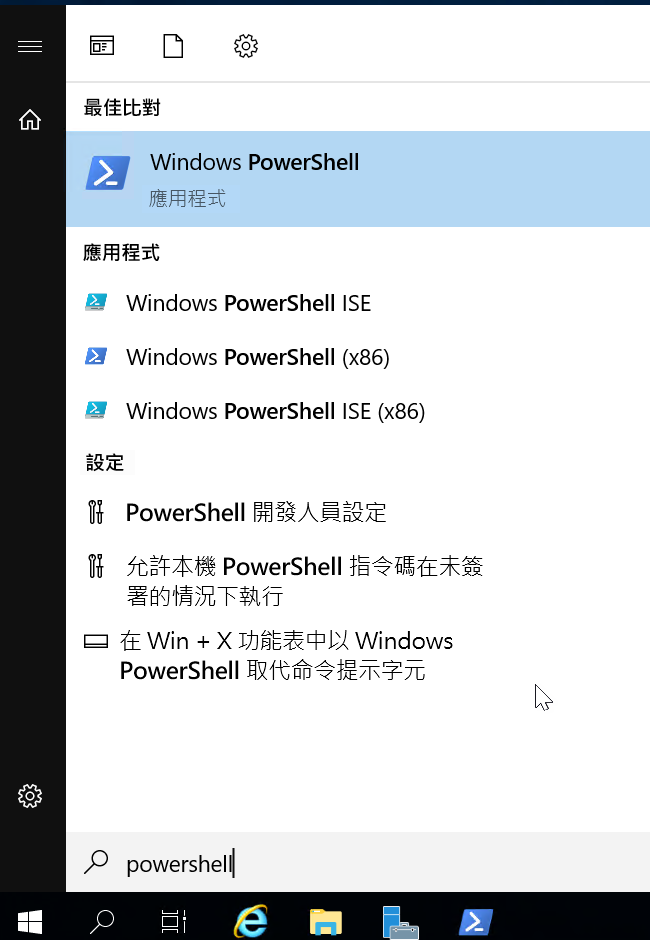 最佳比對
Windows PowerShell
應用程式
應用程式
Windows PowerShell ISE
Windows PowerShell (x86)
Windows PowerShell ISE (x86)
設定
PowerShell 開發人員設定
允許本機 PowerShell 指令碼在未簽
署的情況下執行
在 Win + X 功能表中以 Windows
PowerShell 取代命令提示字元
powershell